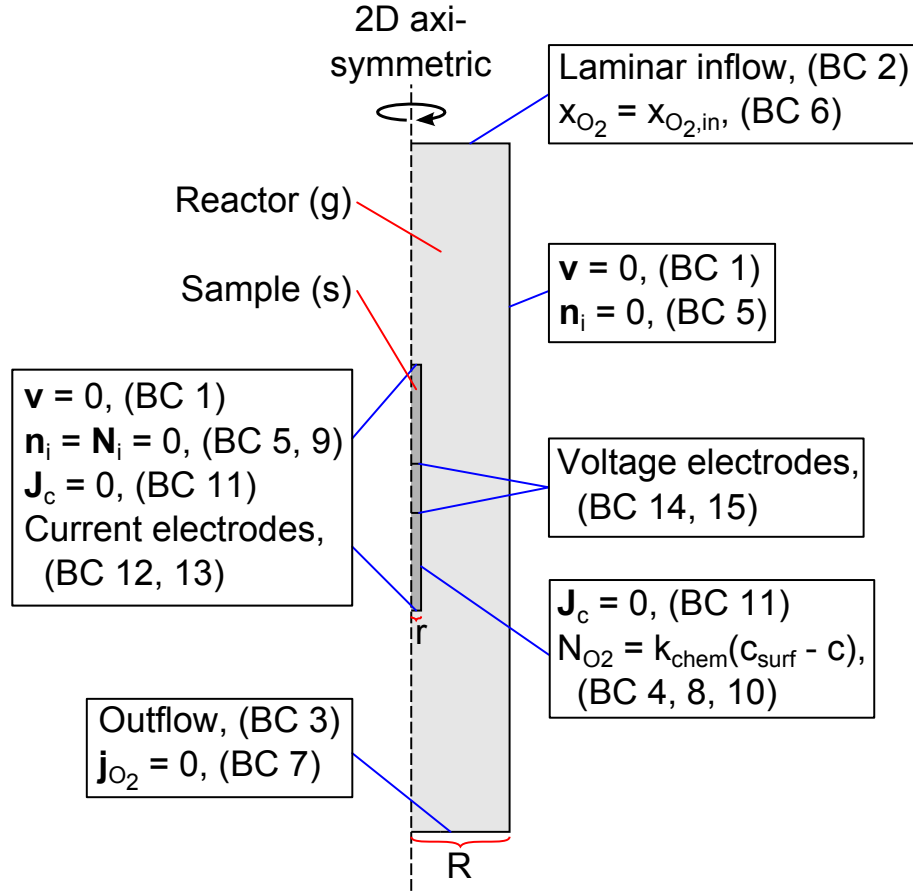 2D axi-
symmetric
Laminar inflow, (BC 2)
x_O₂ = x_O₂,in, (BC 6)
Reactor (g)
Sample (s)
v = 0, (BC 1)
n_i = 0, (BC 5)
v = 0, (BC 1)
n_i = N_i = 0, (BC 5, 9)
J_c = 0, (BC 11)
Current electrodes,
(BC 12, 13)
Voltage electrodes,
(BC 14, 15)
J_c = 0, (BC 11)
N_O2 = k_chem(c_surf - c),
(BC 4, 8, 10)
r
Outflow, (BC 3)
j_O₂ = 0, (BC 7)
R